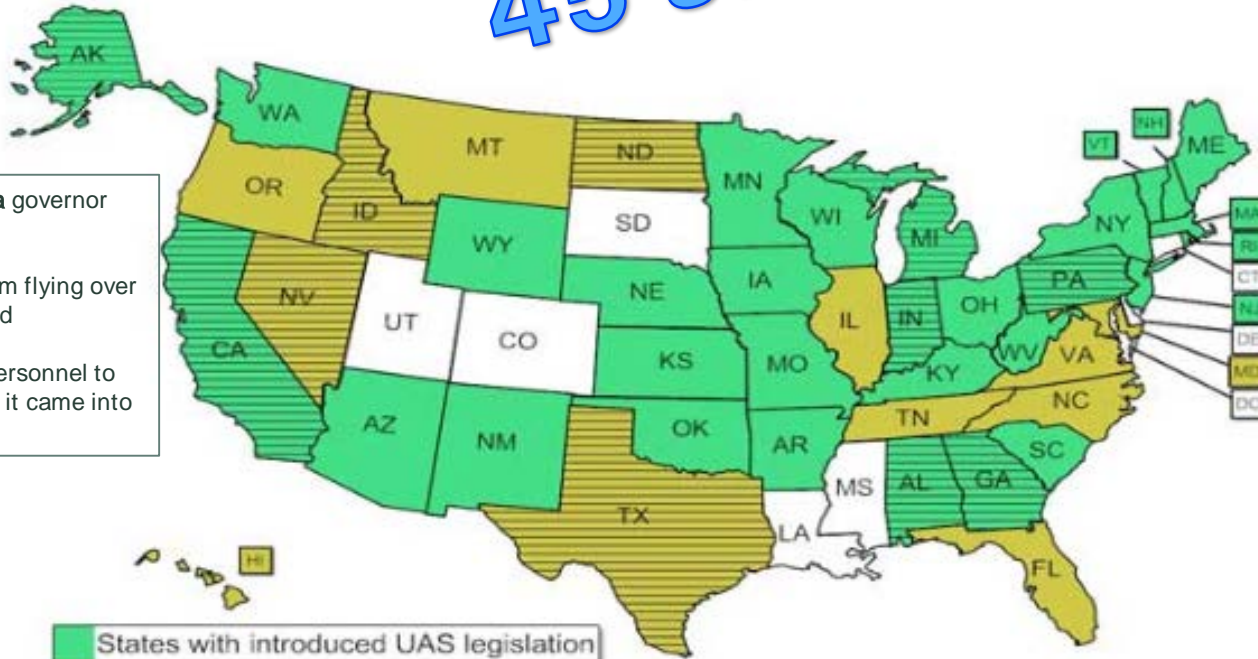 45
AK
WA
MT
ND
MN
OR
ID
SD
WI
MI
NY
VT
NH
ME
MA
RI
CT
NJ
DE
MD
DC
a governor
m flying over
d
ersonnel to
it came into
WY
NV
UT
CA
CO
NE
IA
IL
IN
OH
PA
WV
VA
KS
MO
KY
NC
TN
AZ
NM
OK
AR
SC
MS
AL
GA
TX
LA
FL
HI
States with introduced UAS legislation